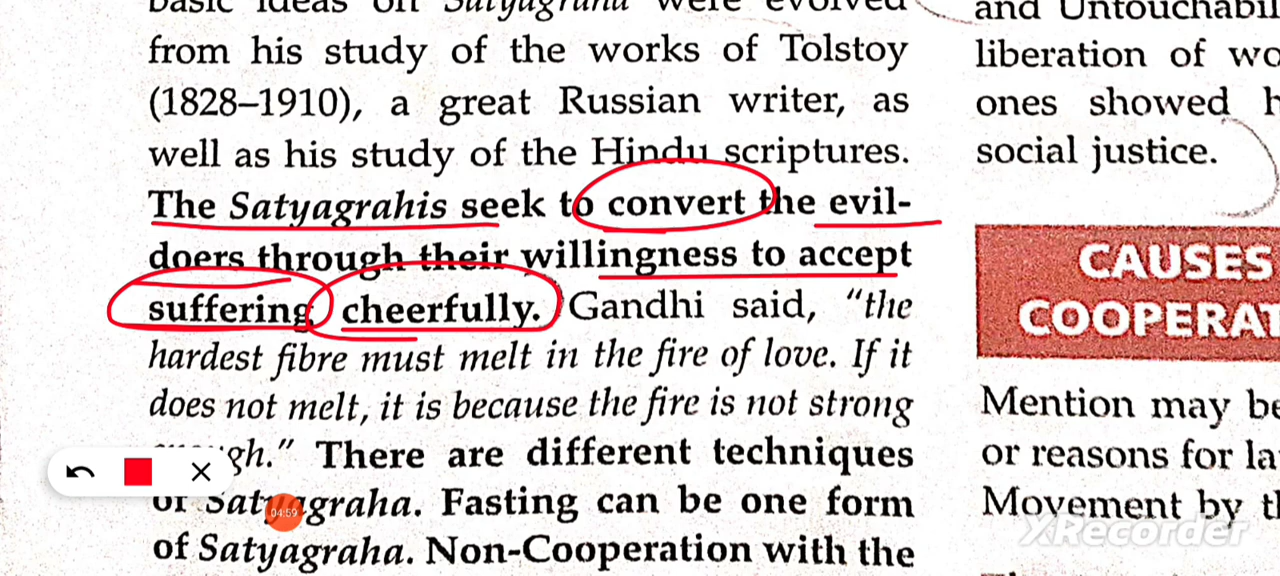 basic ideas on Satyagraha were evolved
from his study of the works of Tolstoy
(1828–1910), a great Russian writer, as
well as his study of the Hindu scriptures.
The Satyagrahis seek to convert the evil-
doers through their willingness to accept
suffering cheerfully. Gandhi said, “the
hardest fibre must melt in the fire of love. If it
does not melt, it is because the fire is not strong
gh.” There are different techniques
of Satyagraha. Fasting can be one form
of Satyagraha. Non-Cooperation with the
and Untouchabil
liberation of wo
ones showed h
social justice.
CAUSES
COOPERAT
Mention may be
or reasons for la
Movement by th
04:59
XRecorder